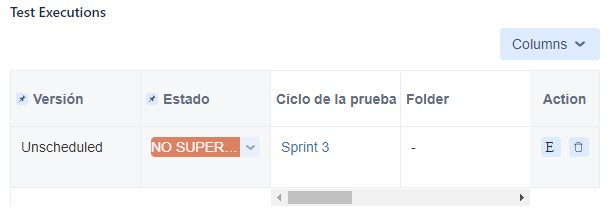 Test Executions
Columns
Versión Estado Ciclo de la prueba Folder Action
Unscheduled NO SUPER... Sprint 3 - E